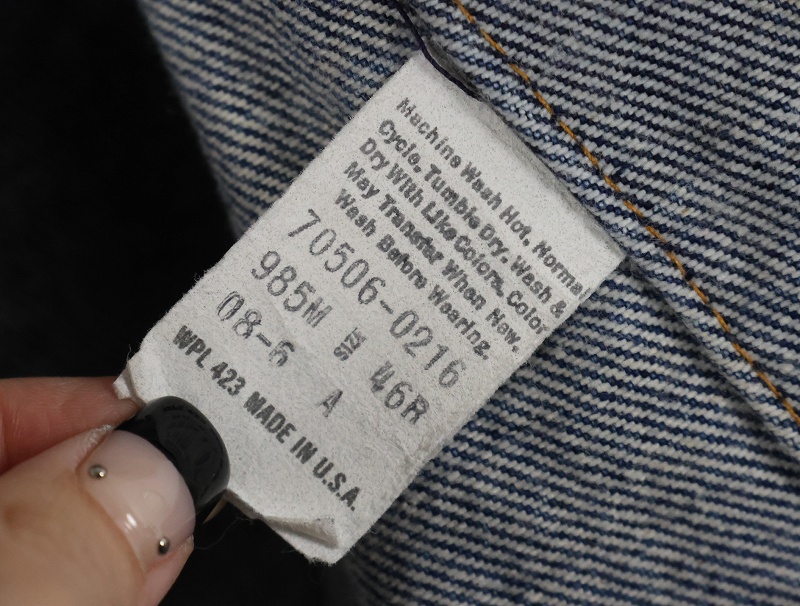 Machine Wash Hot, Normal
Cycle. Tumble Dry. Wash &
Dry With Like Colors. Color
May Transfer When New.
Wash Before Wearing.
70506-0216
985M 46R
08-6 A
WPL 423 MADE IN U.S.A.